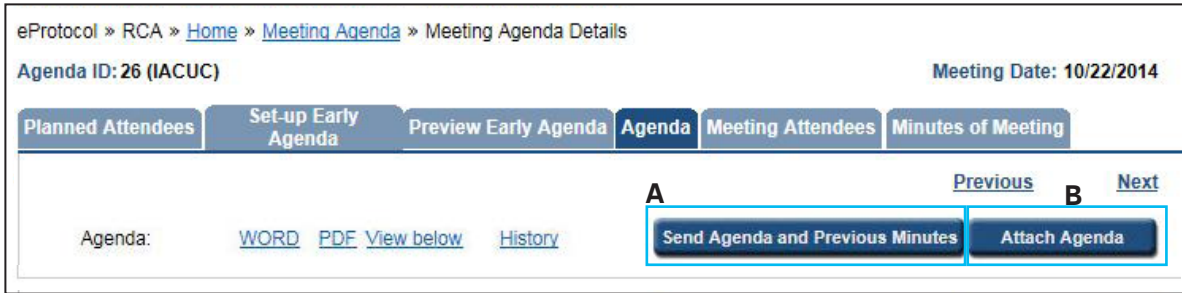 eProtocol » RCA » Home » Meeting Agenda » Meeting Agenda Details
Agenda ID: 26 (IACUC) Meeting Date: 10/22/2014
Planned Attendees Set-up Early Agenda Preview Early Agenda Agenda Meeting Attendees Minutes of Meeting
Previous Next
A B
Agenda: WORD PDF View below History Send Agenda and Previous Minutes Attach Agenda